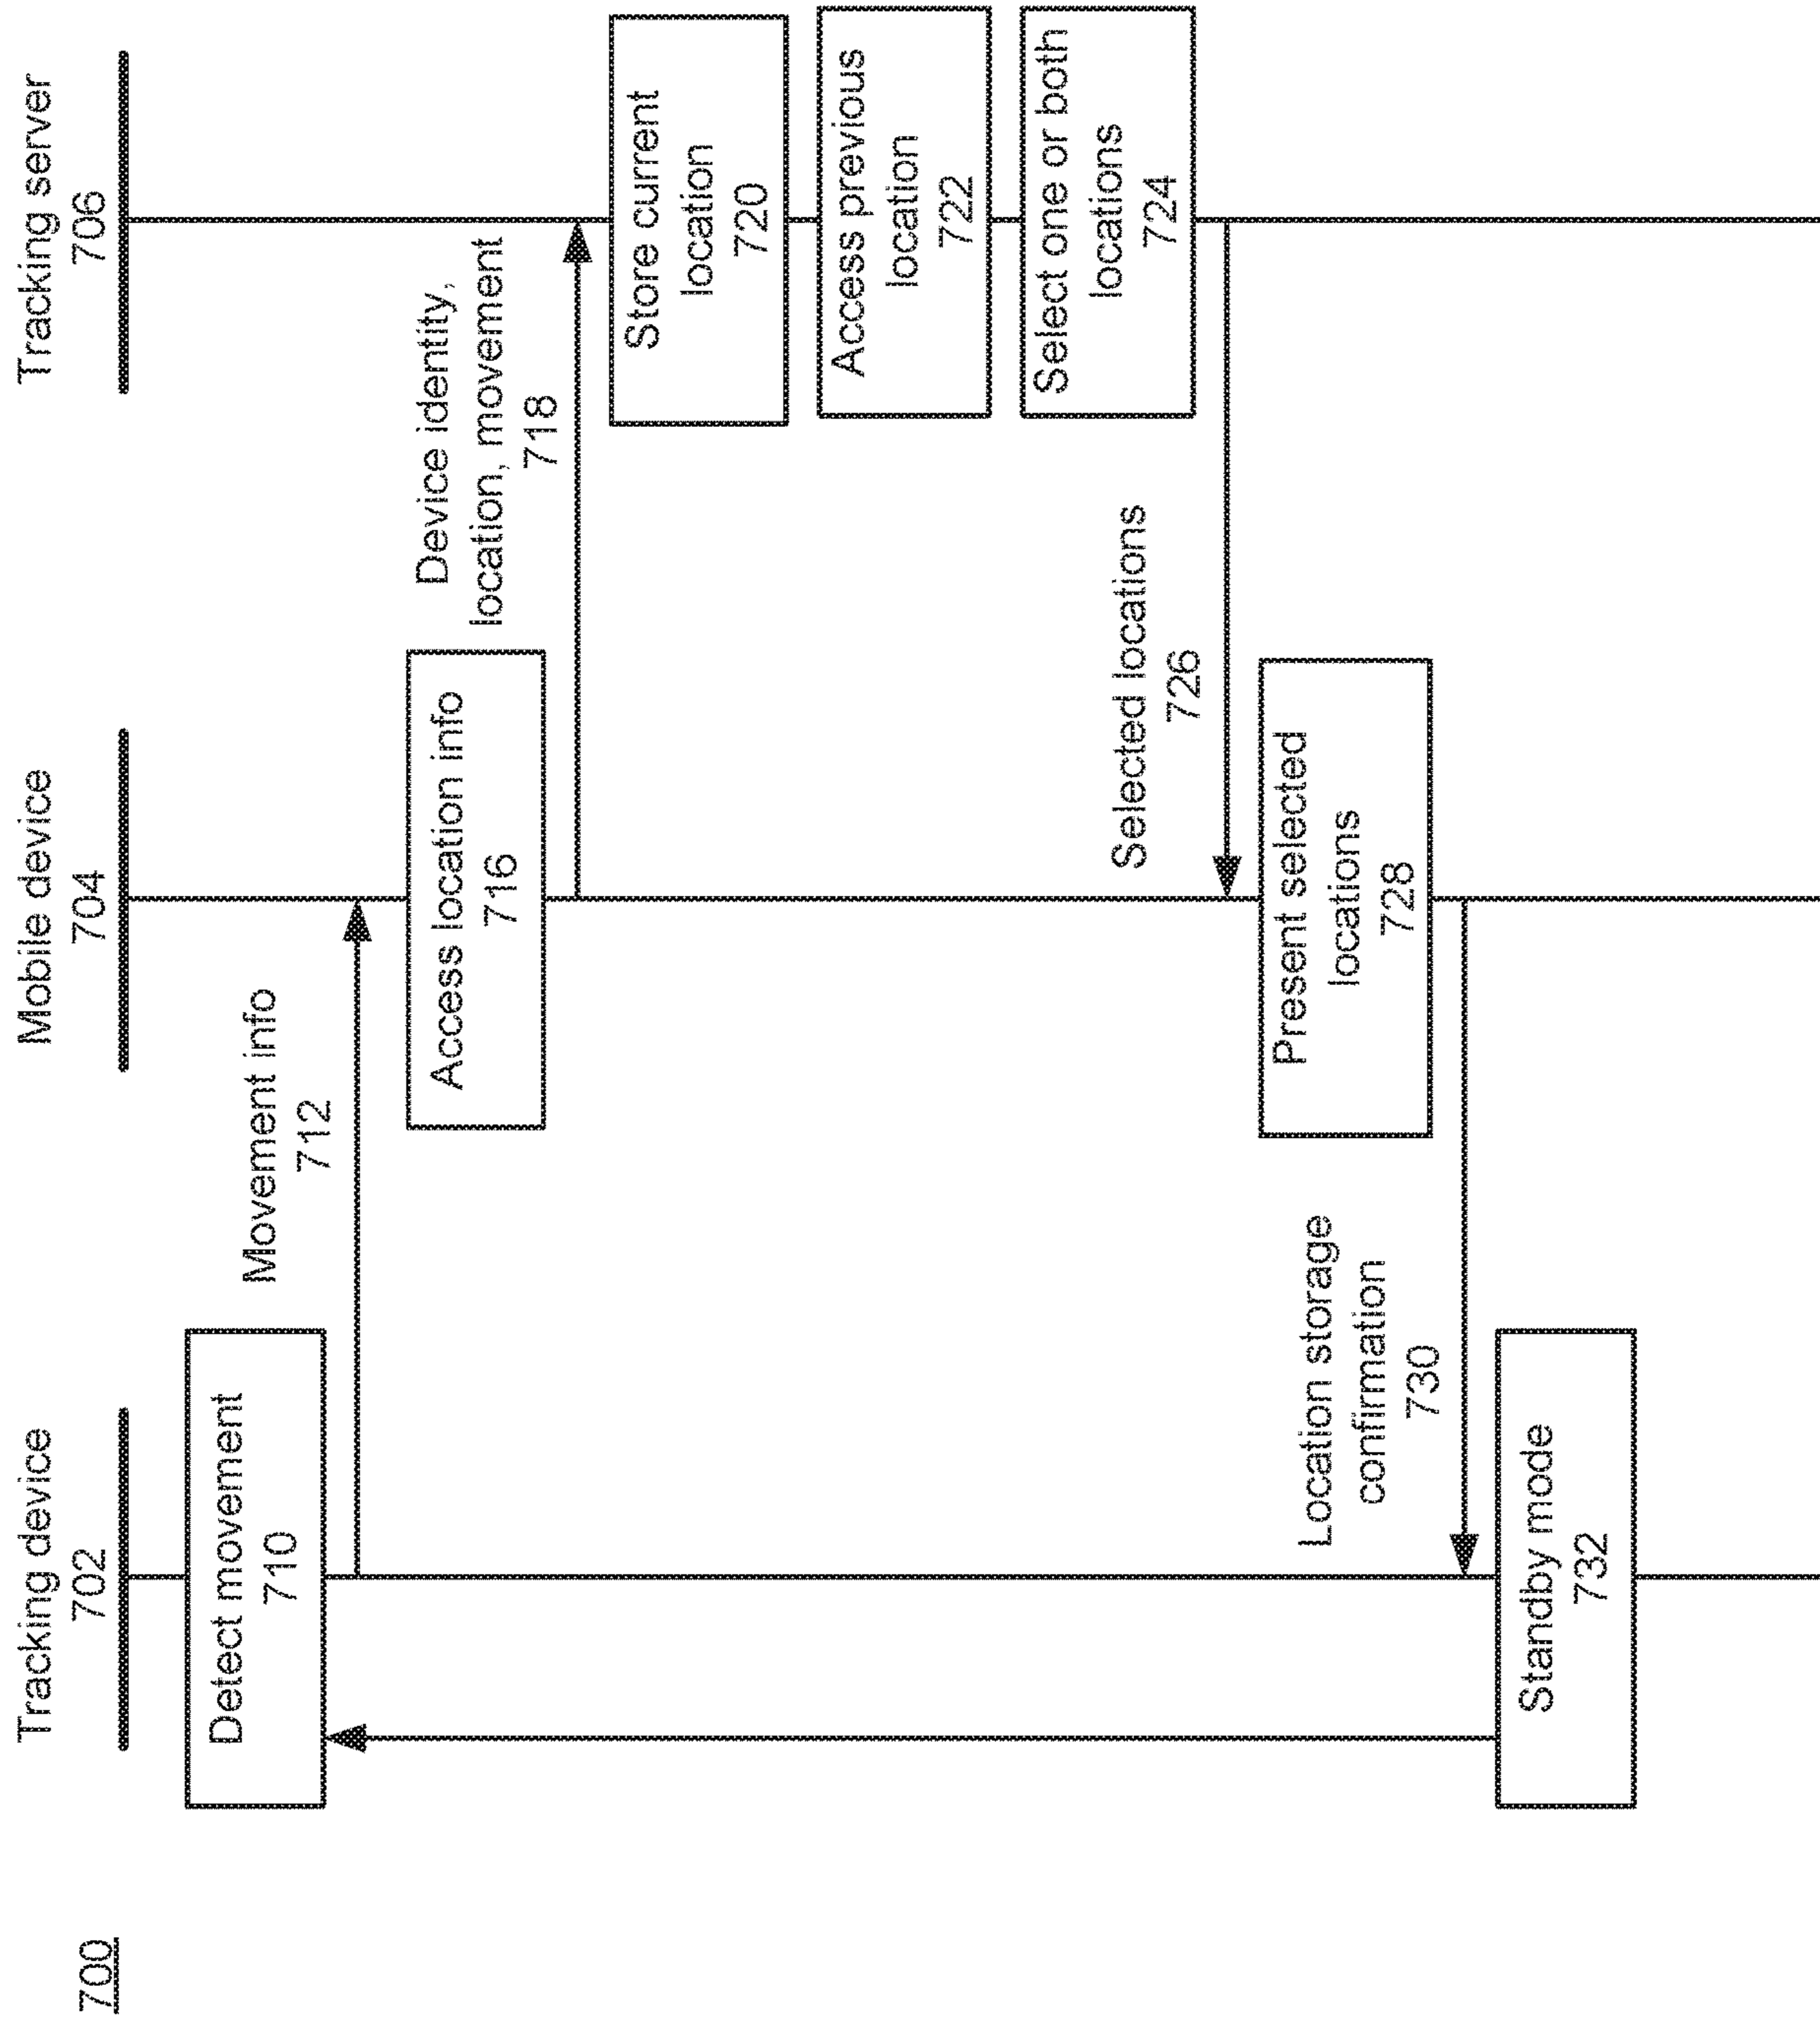 700
Tracking device
702
Mobile device
704
Tracking server
706
Detect movement
710
Movement info
712
Access location info
716
Device identity,
location, movement
718
Store current
location
720
Access previous
location
722
Select one or both
locations
724
Selected locations
726
Present selected
locations
728
Location storage
confirmation
730
Standby mode
732